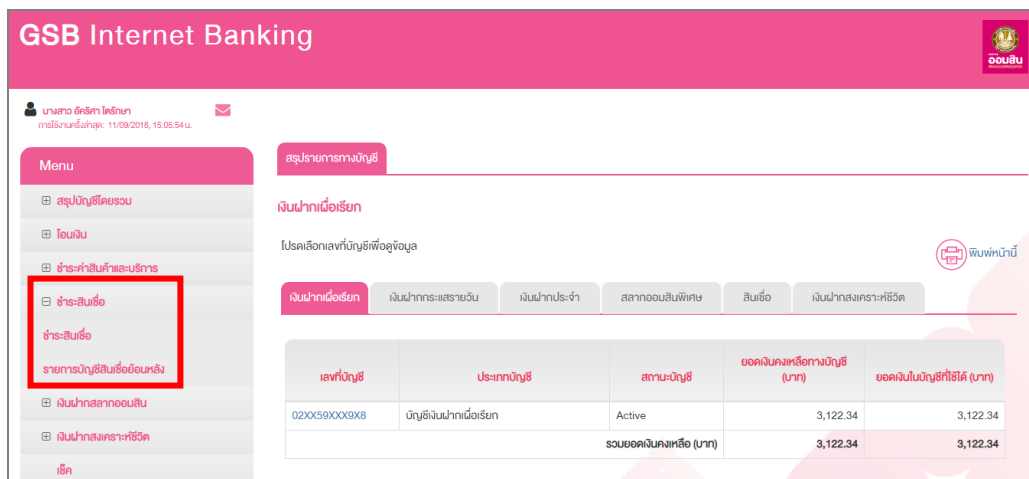 GSB Internet Banking
ออมสิน
นางสาว อัคริศา โตรักษา
การใช้งานครั้งล่าสุด: 11/09/2018, 15:05:54 น.
Menu
สรุปบัญชีโดยรวม
โอนเงิน
ชำระค่าสินค้าและบริการ
ชำระสินเชื่อ
ชำระสินเชื่อ
รายการบัญชีสินเชื่อย้อนหลัง
เงินฝากสลากออมสิน
เงินฝากสงเคราะห์ชีวิต
เช็ค
สรุปรายการทางบัญชี
เงินฝากเผื่อเรียก
โปรดเลือกเลขที่บัญชีเพื่อดูข้อมูล
พิมพ์หน้านี้
เงินฝากเผื่อเรียก เงินฝากกระแสรายวัน เงินฝากประจำ สลากออมสินพิเศษ สินเชื่อ เงินฝากสงเคราะห์ชีวิต
เลขที่บัญชี ประเภทบัญชี สถานะบัญชี ยอดเงินคงเหลือทางบัญชี (บาท) ยอดเงินในบัญชีที่ใช้ได้ (บาท)
02XX59XXX9X8 บัญชีเงินฝากเผื่อเรียก Active 3,122.34 3,122.34
รวมยอดเงินคงเหลือ (บาท) 3,122.34 3,122.34